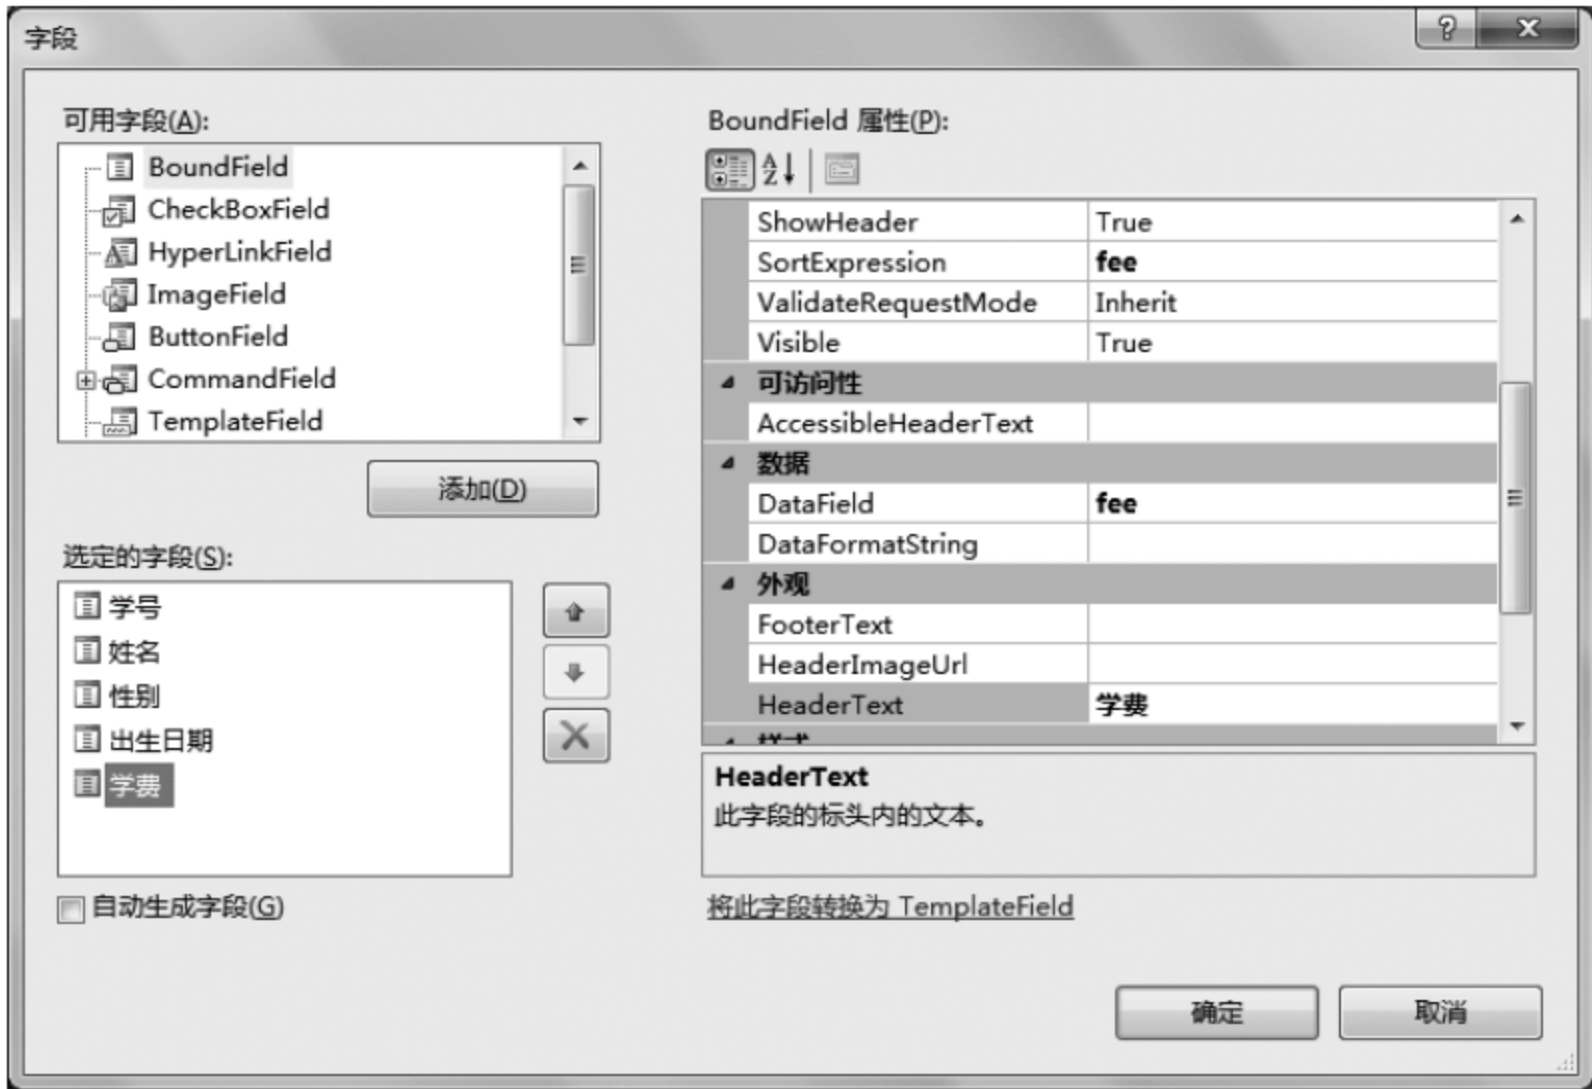 字段
可用字段(A):
BoundField
CheckBoxField
HyperLinkField
ImageField
ButtonField
CommandField
TemplateField
添加(D)
选定的字段(S):
学号
姓名
性别
出生日期
学费
自动生成字段(G)
BoundField 属性(P):
ShowHeader True
SortExpression fee
ValidateRequestMode Inherit
Visible True
可访问性
AccessibleHeaderText
数据
DataField fee
DataFormatString
外观
FooterText
HeaderImageUrl
HeaderText 学费
样式
HeaderText
此字段的标头内的文本。
将此字段转换为 TemplateField
确定
取消